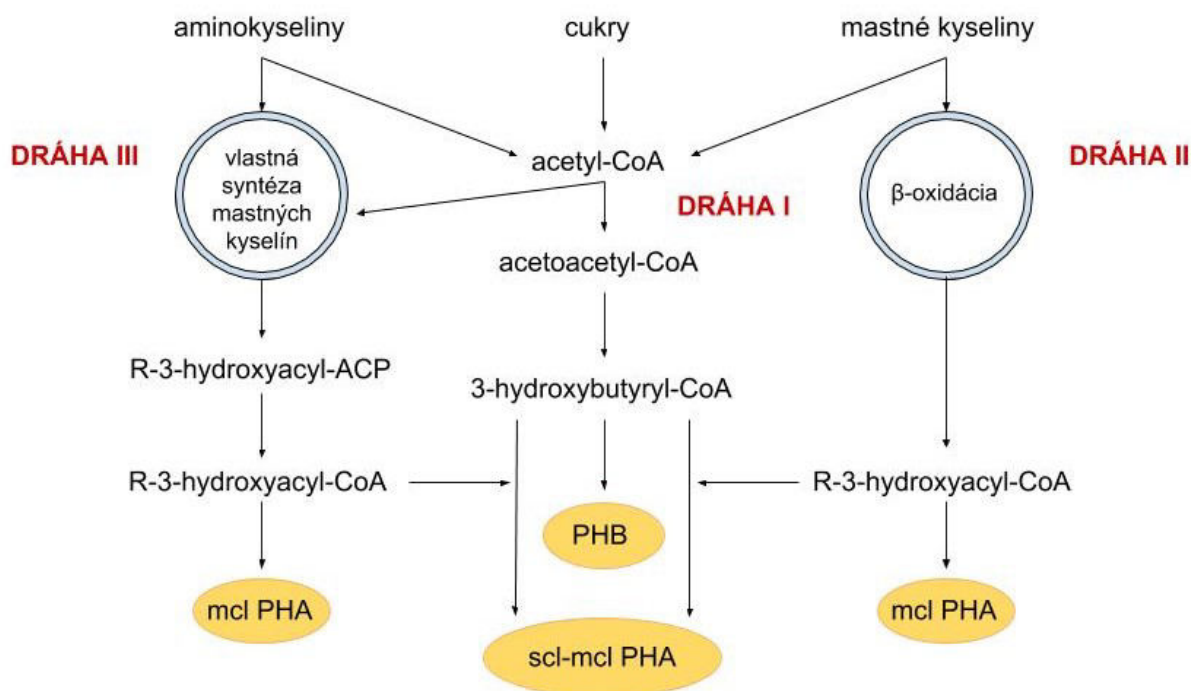 aminokyseliny
cukry
mastné kyseliny
DRÁHA III
vlastná
syntéza
mastných
kyselín
acetyl-CoA
DRÁHA I
β-oxidácia
DRÁHA II
acetoacetyl-CoA
R-3-hydroxyacyl-ACP
3-hydroxybutyryl-CoA
R-3-hydroxyacyl-CoA
R-3-hydroxyacyl-CoA
PHB
mcl PHA
mcl PHA
scl-mcl PHA